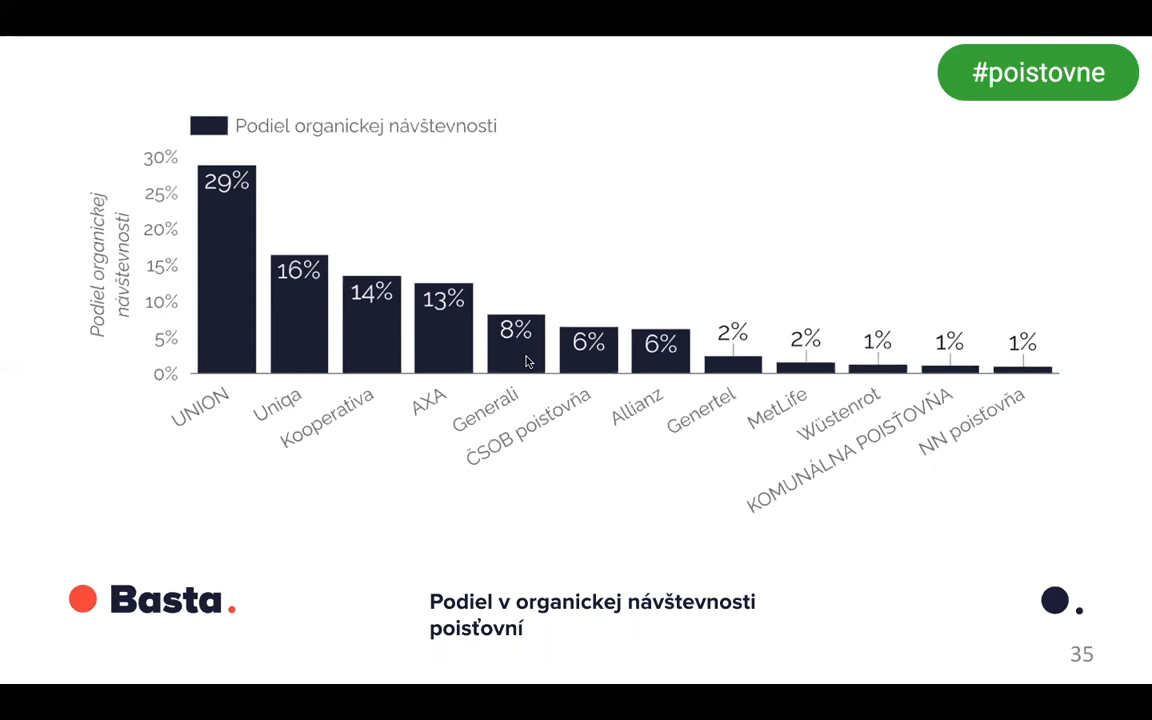 #poistovne
Podiel organickej návštevnosti
Podiel organickej
návštevnosti
30%
25%
20%
15%
10%
5%
0%
29%
16%
14%
13%
8%
6%
6%
2%
2%
1%
1%
1%
UNION
Uniqa
Kooperativa
AXA
Generali
ČSOB poisťovňa
Allianz
Genertel
MetLife
Wüstenrot
KOMUNÁLNA POISŤOVŇA
NN poisťovňa
Basta.
Podiel v organickej návštevnosti
poisťovní
35